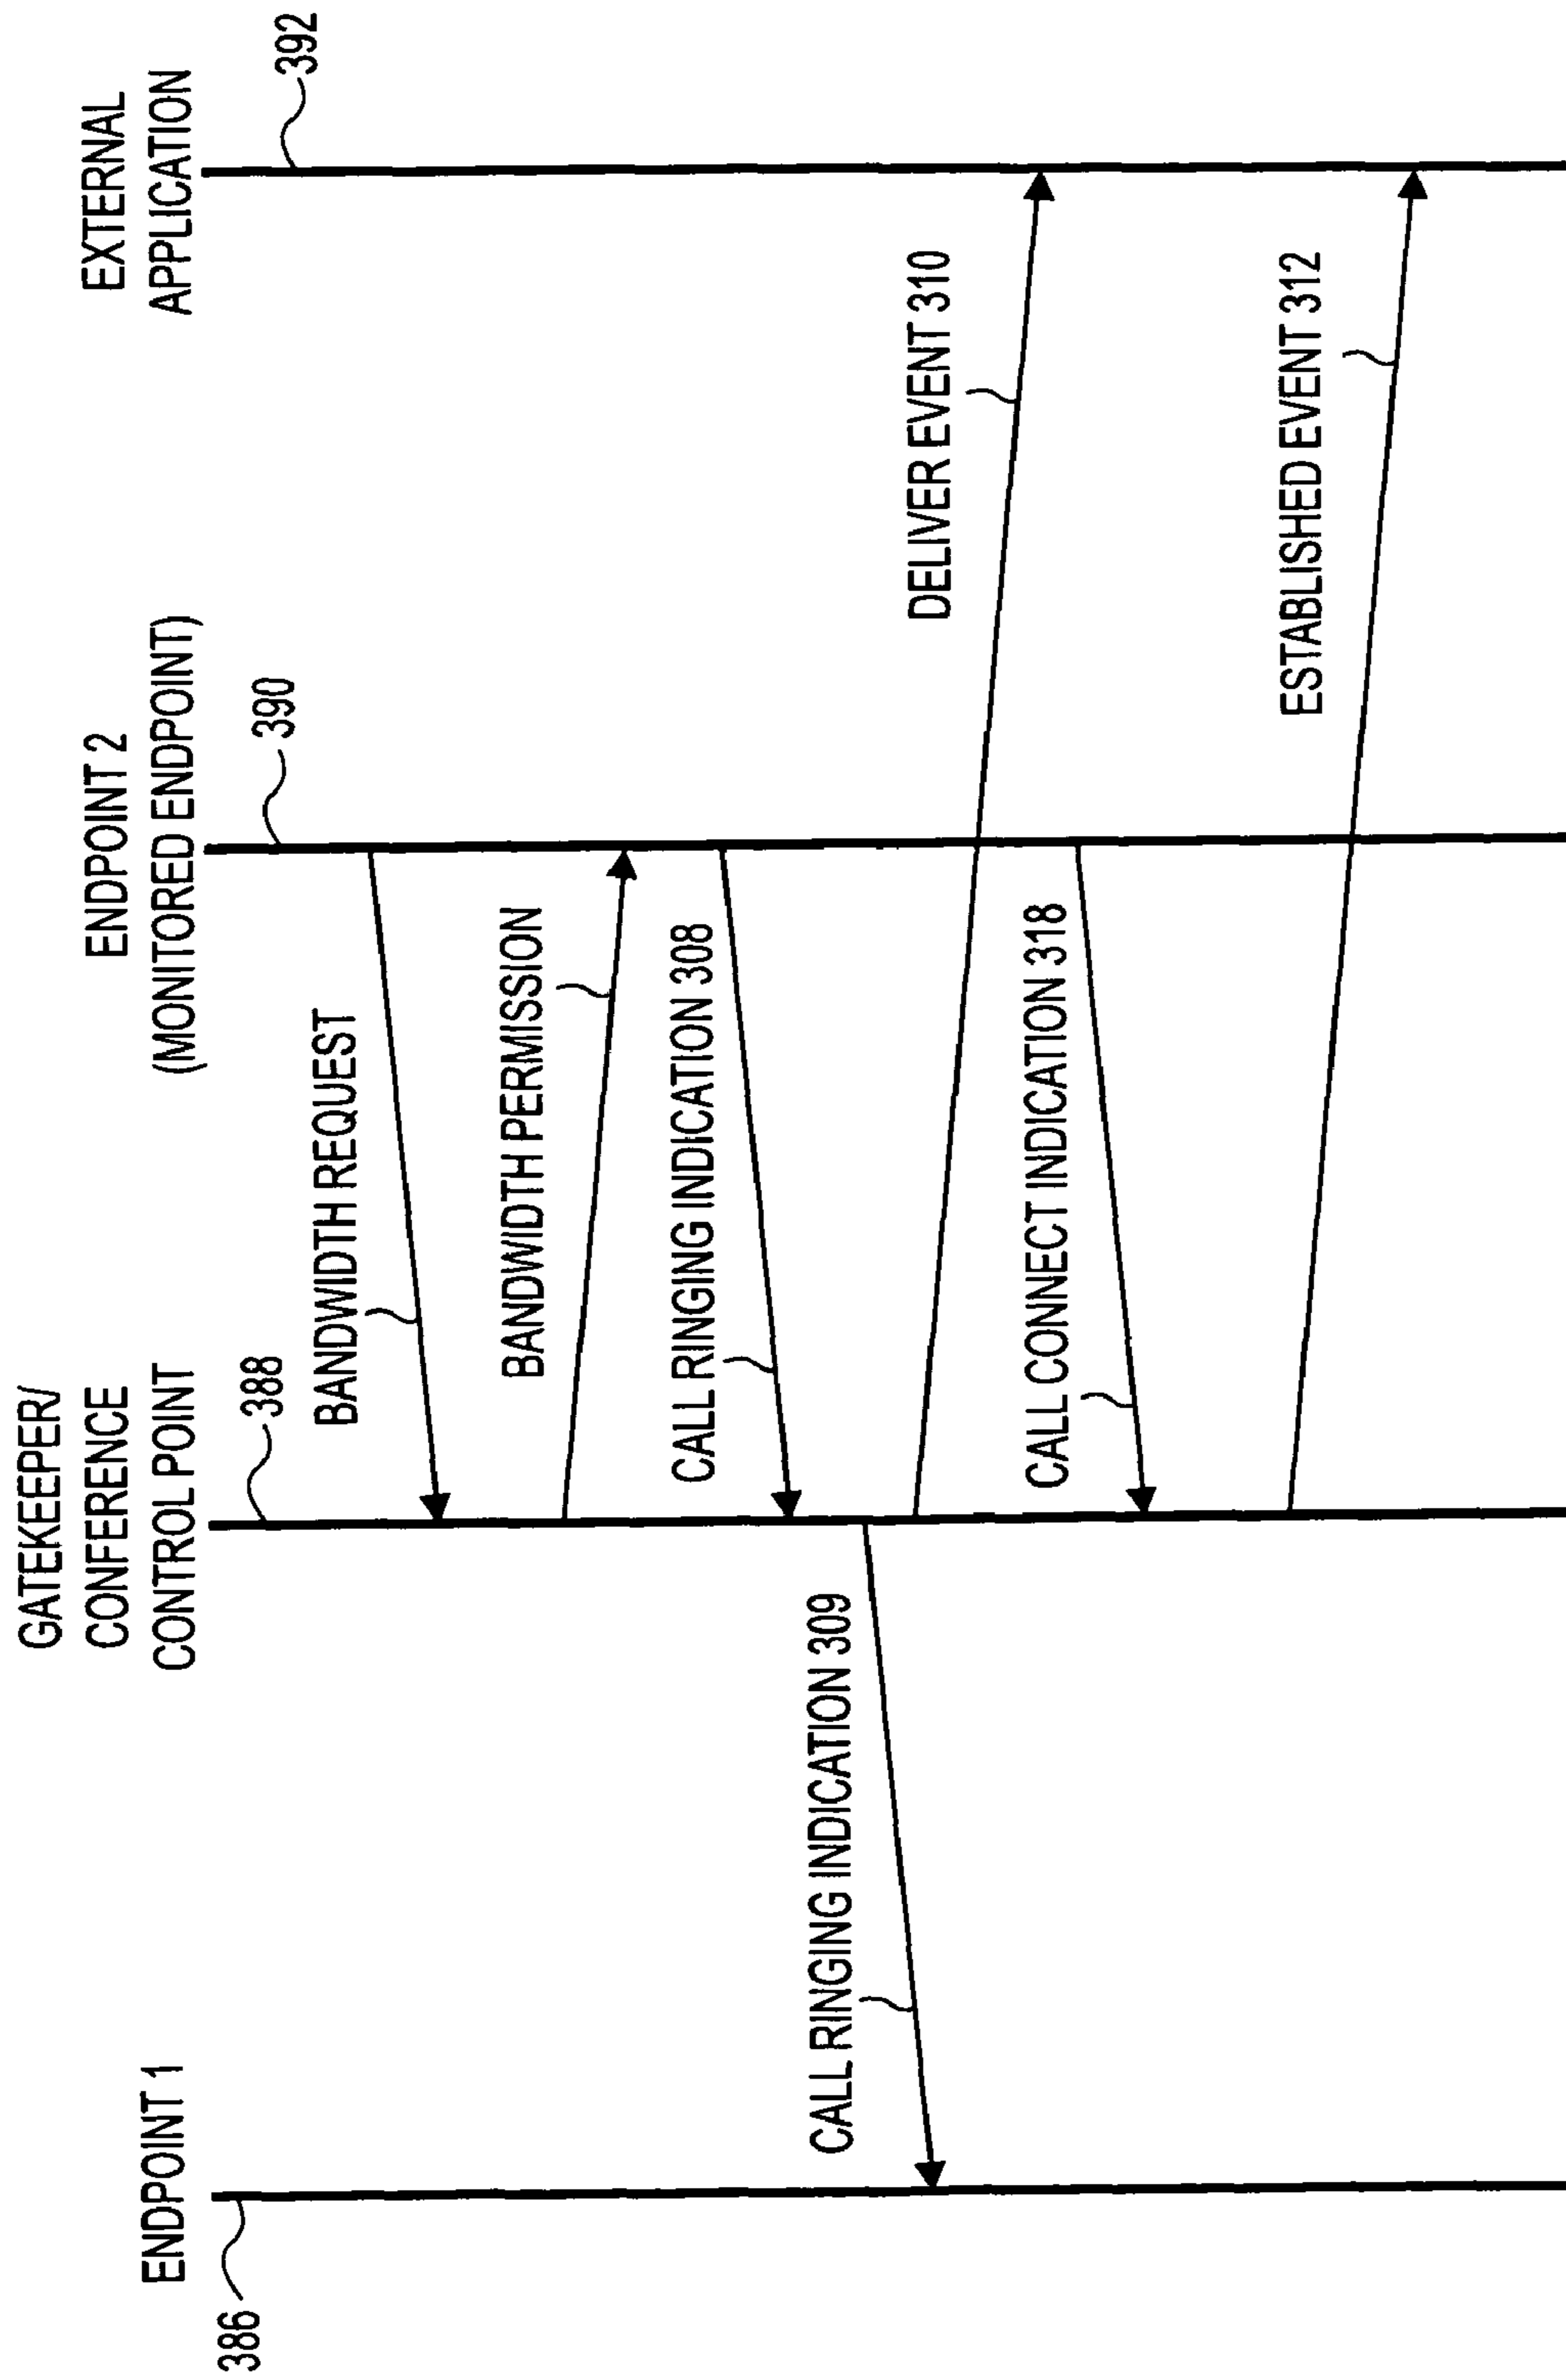 ENDPOINT 1
386
GATEKEEPER/
CONFERENCE
CONTROL POINT
388
ENDPOINT 2
(MONITORED ENDPOINT)
390
EXTERNAL
APPLICATION
392
BANDWIDTH REQUEST
BANDWIDTH PERMISSION
CALL RINGING INDICATION 308
CALL RINGING INDICATION 309
DELIVER EVENT 310
CALL CONNECT INDICATION 318
ESTABLISHED EVENT 312